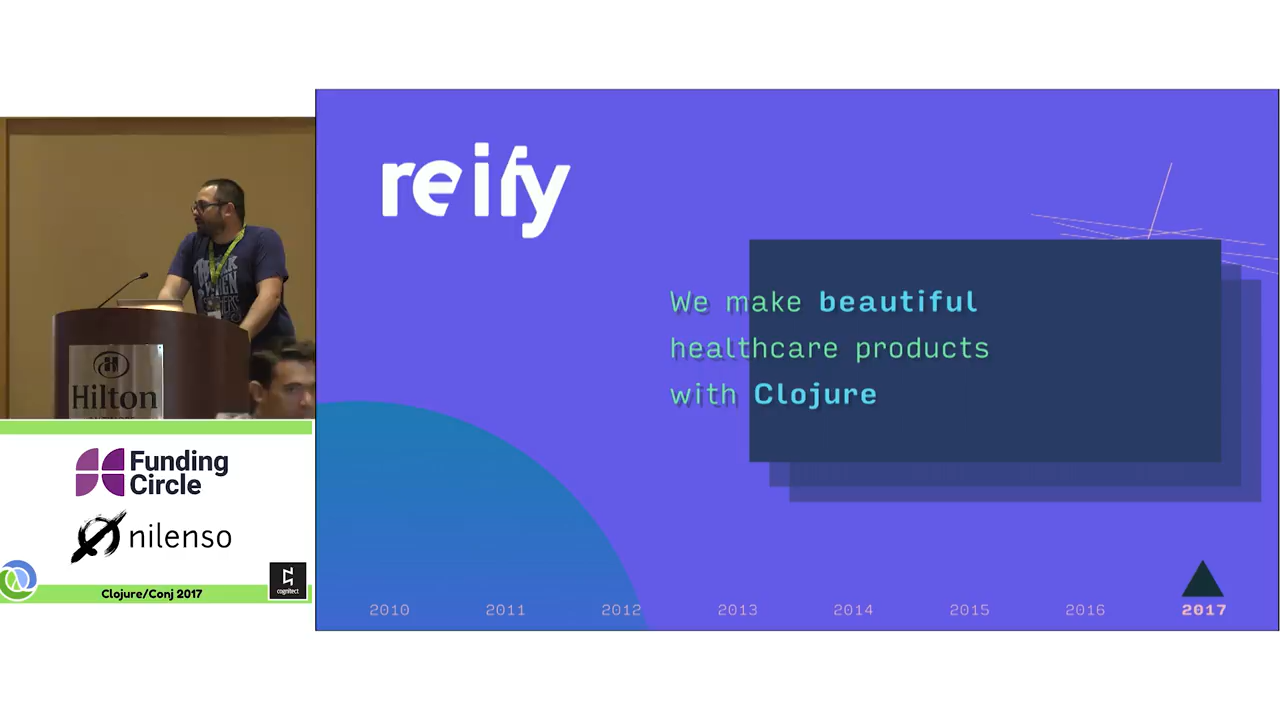 reify
We make beautiful
healthcare products
with Clojure
2010 2011 2012 2013 2014 2015 2016 2017
Hilton
Funding
Circle
nilenso
cognitect
Clojure/Conj 2017